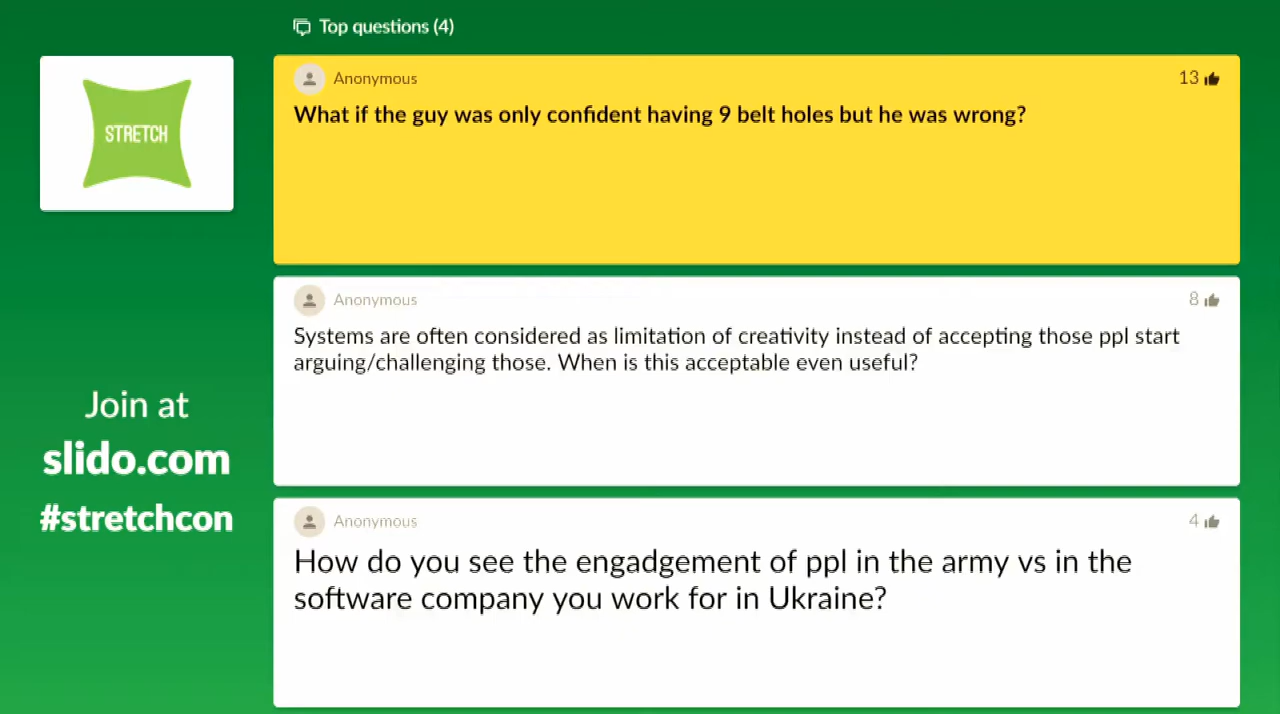 Top questions (4)
STRETCH
Join at
slido.com
#stretchcon
Anonymous
13
What if the guy was only confident having 9 belt holes but he was wrong?
Anonymous
8
Systems are often considered as limitation of creativity instead of accepting those ppl start
arguing/challenging those. When is this acceptable even useful?
Anonymous
4
How do you see the engadgement of ppl in the army vs in the
software company you work for in Ukraine?